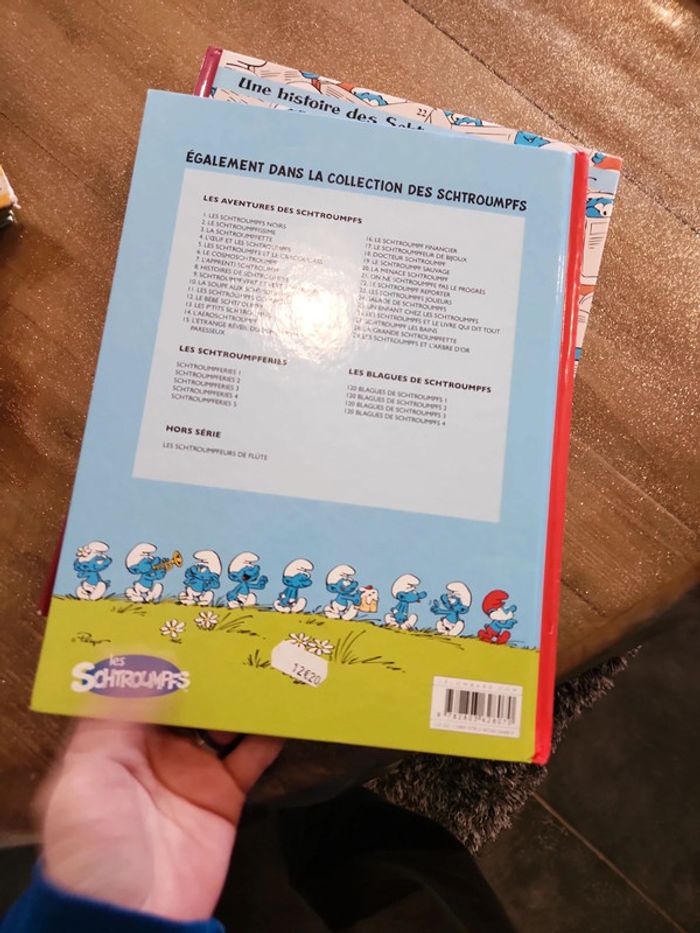 Une histoire des
22
ÉGALEMENT DANS LA COLLECTION DES SCHTROUMPFS
LES AVENTURES DES SCHTROUMPFS
1. LES SCHTROUMPFS NOIRS
2. LE SCHTROUMPFISSIME
3. LA SCHTROUMPFETTE
4. L'ŒUF ET LES SCHTROUMPFS
5. LES SCHTROUMPFS ET LE CRACOUCASS
6. LE COSMOSCHTROUMPF
7. L'APPRENTI SCHTROUMPF
8. HISTOIRES DE SCHTROUMPFS
9. SCHTROUMPF VERT ET VERT
10. LA SOUPE AUX
11. LES SCHTROUMPFS
12. LE BÉBÉ SCHTROUMPF
13. LES P'TITS SCHTROUMPFS
14. L'AÉROSCHTROUMPF
15. L'ÉTRANGE RÉVEIL DU
PARESSEUX
16. LE SCHTROUMPF FINANCIER
17. LE SCHTROUMPFEUR DE BIJOUX
18. DOCTEUR SCHTROUMPF
19. LE SCHTROUMPF SAUVAGE
20. LA MENACE SCHTROUMPF
21. ON NE SCHTROUMPFE PAS LE PROGRÈS
22. LE SCHTROUMPF REPORTER
23. LES SCHTROUMPFS JOUEURS
24. SALADE DE SCHTROUMPFS
25. UN ENFANT CHEZ LES SCHTROUMPFS
26. LES SCHTROUMPFS ET LE LIVRE QUI DIT TOUT
27. SCHTROUMPF LES BAINS
28. LA GRANDE SCHTROUMPFETTE
29. LES SCHTROUMPFS ET L'ARBRE D'OR
LES SCHTROUMPFERIES
SCHTROUMPFERIES 1
SCHTROUMPFERIES 2
SCHTROUMPFERIES 3
SCHTROUMPFERIES 4
SCHTROUMPFERIES 5
LES BLAGUES DE SCHTROUMPFS
120 BLAGUES DE SCHTROUMPFS 1
120 BLAGUES DE SCHTROUMPFS 2
120 BLAGUES DE SCHTROUMPFS 3
120 BLAGUES DE SCHTROUMPFS 4
HORS SÉRIE
LES SCHTROUMPFEURS DE FLÛTE
Peyo
les
SCHTROUMPFS
12€20